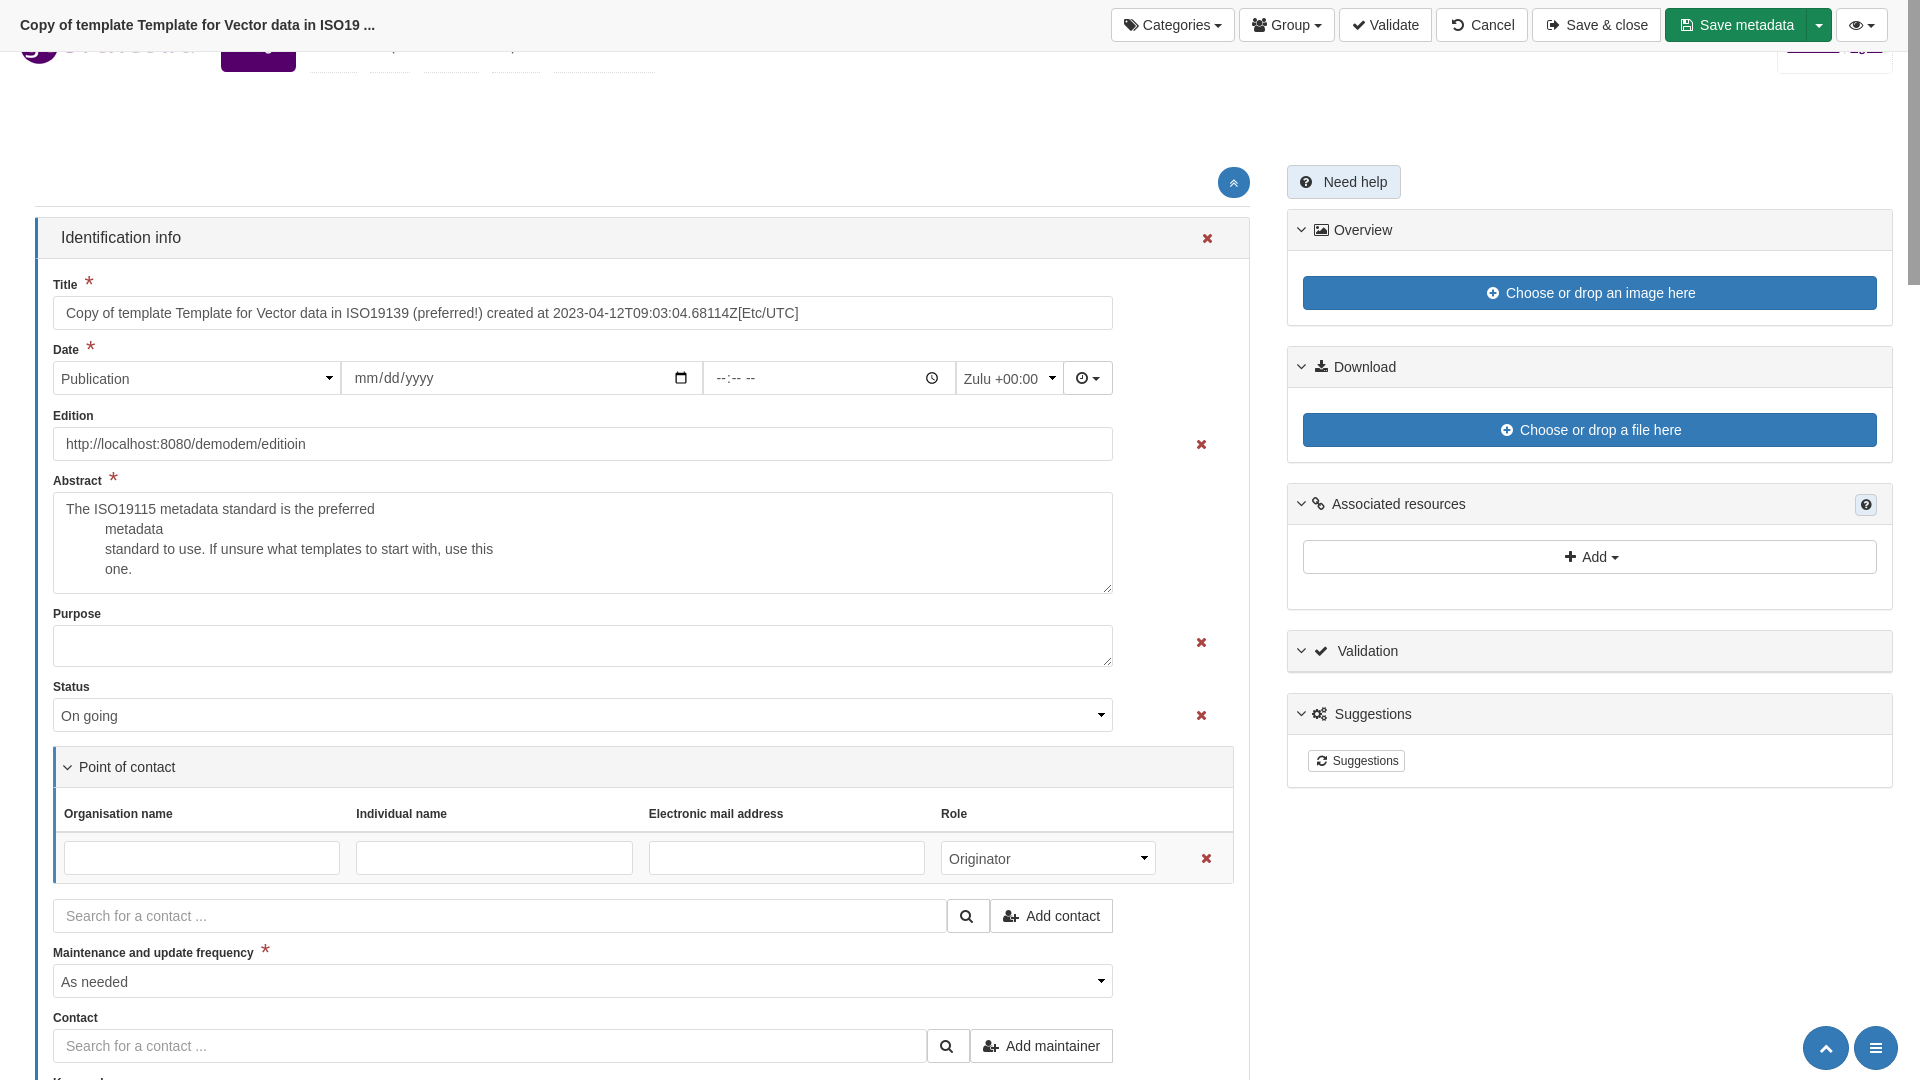 Copy of template Template for Vector data in ISO19 ...
Categories
Group
Validate
Cancel
Save & close
Save metadata
Need help
Identification info
Title *
Copy of template Template for Vector data in ISO19139 (preferred!) created at 2023-04-12T09:03:04.68114Z[Etc/UTC]
Date *
Publication
mm/dd/yyyy
--:-- --
Zulu +00:00
Edition
http://localhost:8080/demodem/editioin
Abstract *
The ISO19115 metadata standard is the preferred
metadata
standard to use. If unsure what templates to start with, use this
one.
Purpose
Status
On going
Point of contact
Organisation name
Individual name
Electronic mail address
Role
Originator
Search for a contact ...
Add contact
Maintenance and update frequency *
As needed
Contact
Search for a contact ...
Add maintainer
Overview
Choose or drop an image here
Download
Choose or drop a file here
Associated resources
Add
Validation
Suggestions
Suggestions